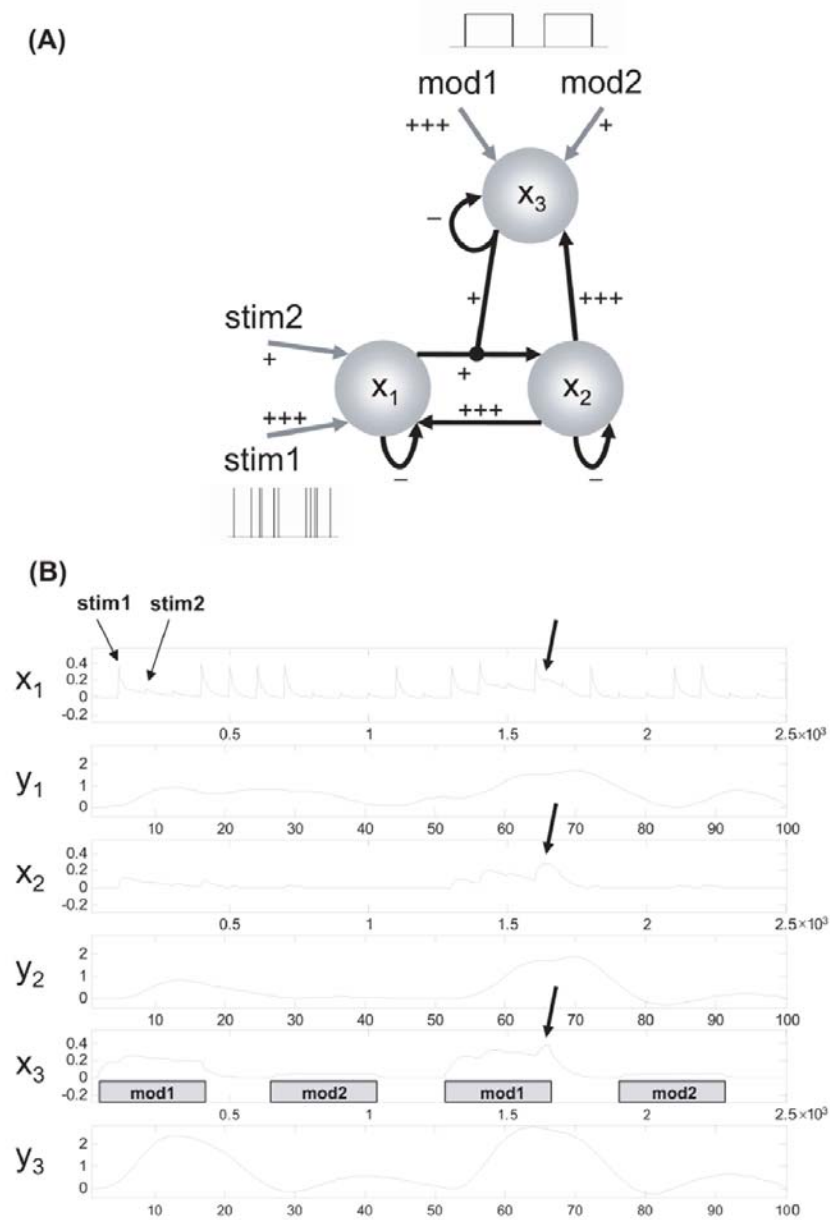 (A)
mod1 mod2
+++ +
x3
–
+ +++
stim2
+
x1 + x2
+++ +++
stim1
– –
(B)
stim1 stim2
x1
0.4
0.2
0
-0.2
0.5 1 1.5 2 2.5×10³
y1
2
1
0
10 20 30 40 50 60 70 80 90 100
x2
0.4
0.2
0
-0.2
0.5 1 1.5 2 2.5×10³
y2
2
1
0
10 20 30 40 50 60 70 80 90 100
x3
0.4
0.2
0
-0.2
mod1 mod2 mod1 mod2
0.5 1 1.5 2 2.5×10³
y3
2
1
0
10 20 30 40 50 60 70 80 90 100